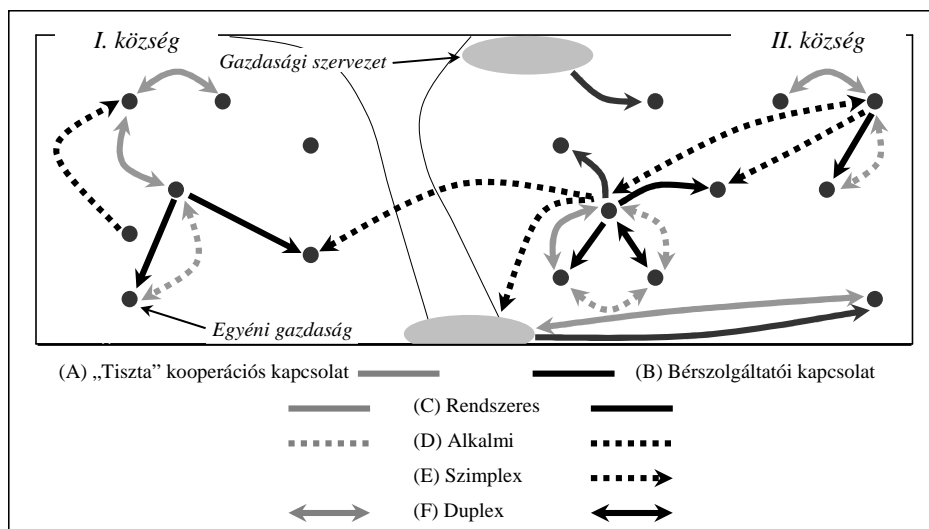 I. község
II. község
Gazdasági szervezet
Egyéni gazdaság
(A) „Tiszta” kooperációs kapcsolat
(B) Bérszolgáltatói kapcsolat
(C) Rendszeres
(D) Alkalmi
(E) Szimplex
(F) Duplex